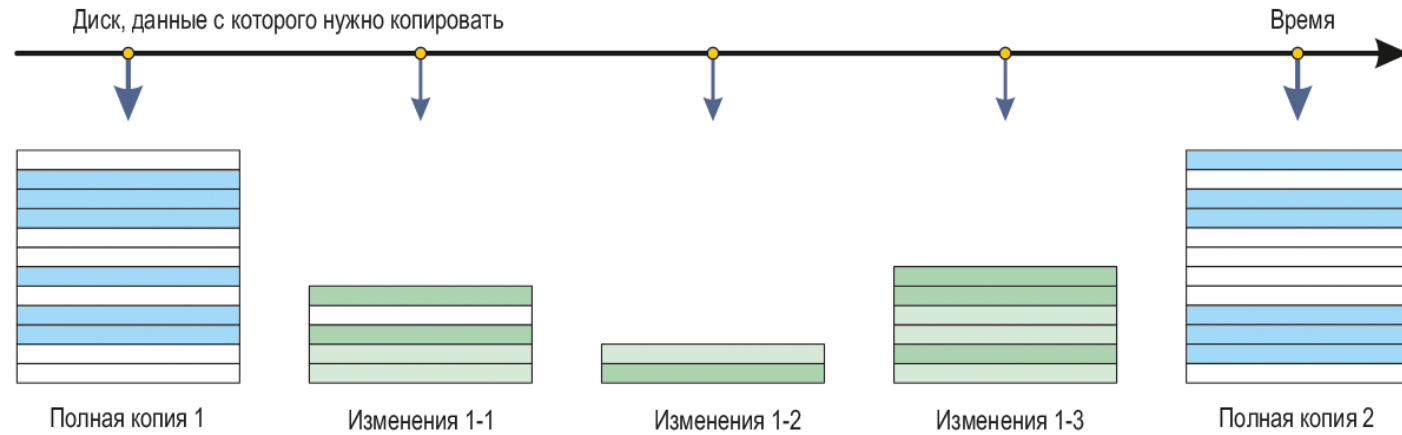 Диск, данные с которого нужно копировать
Время
Полная копия 1
Изменения 1-1
Изменения 1-2
Изменения 1-3
Полная копия 2